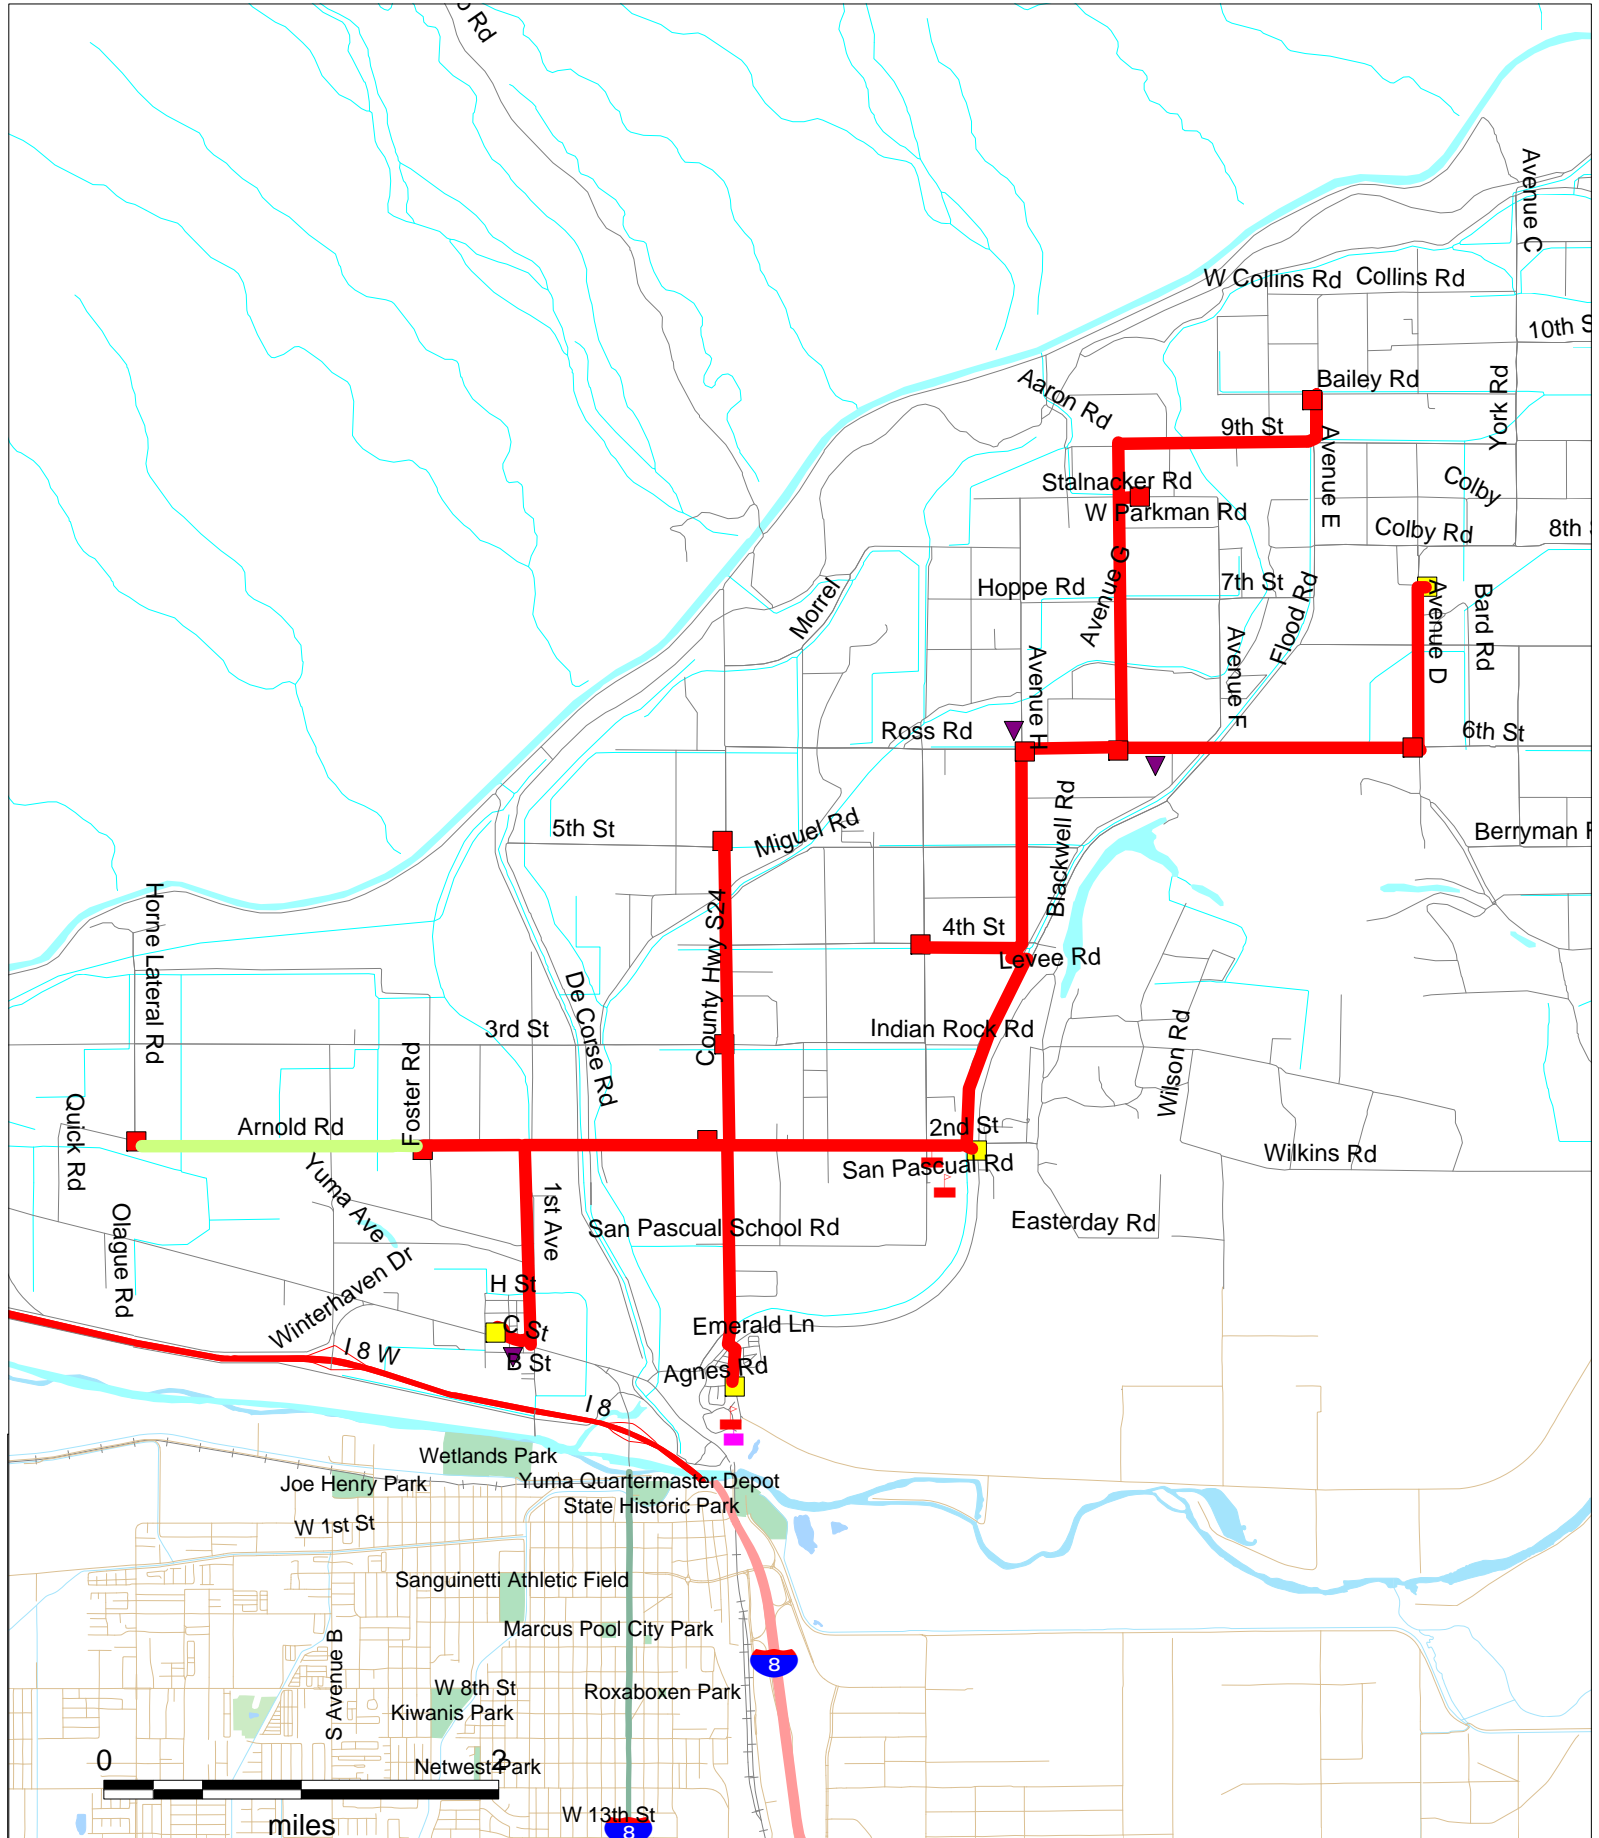 o Rd
Avenue C
W Collins Rd
Collins Rd
10th S
Aaron Rd
Bailey Rd
York Rd
9th St
Avenue E
Stalnacker Rd
W Parkman Rd
Colby
Colby Rd
8th
Avenue G
Hoppe Rd
7th St
Flood Rd
Avenue D
Bard Rd
Morrel
Avenue H
Avenue F
Ross Rd
6th St
5th St
Miguel Rd
Blackwell Rd
Berryman R
Horne Lateral Rd
County Hwy S24
4th St
Levee Rd
De Corse Rd
3rd St
Indian Rock Rd
Wilson Rd
Foster Rd
Quick Rd
Arnold Rd
2nd St
San Pascual Rd
Wilkins Rd
Yuma Ave
Olague Rd
1st Ave
San Pascual School Rd
Easterday Rd
Winterhaven Dr
H St
C St
B St
I 8 W
Emerald Ln
Agnes Rd
I 8
Wetlands Park
Joe Henry Park
Yuma Quartermaster Depot
State Historic Park
W 1st St
Sanguinetti Athletic Field
Marcus Pool City Park
S Avenue B
8
W 8th St
Roxaboxen Park
Kiwanis Park
0
2
Netwest Park
miles
W 13th St
8